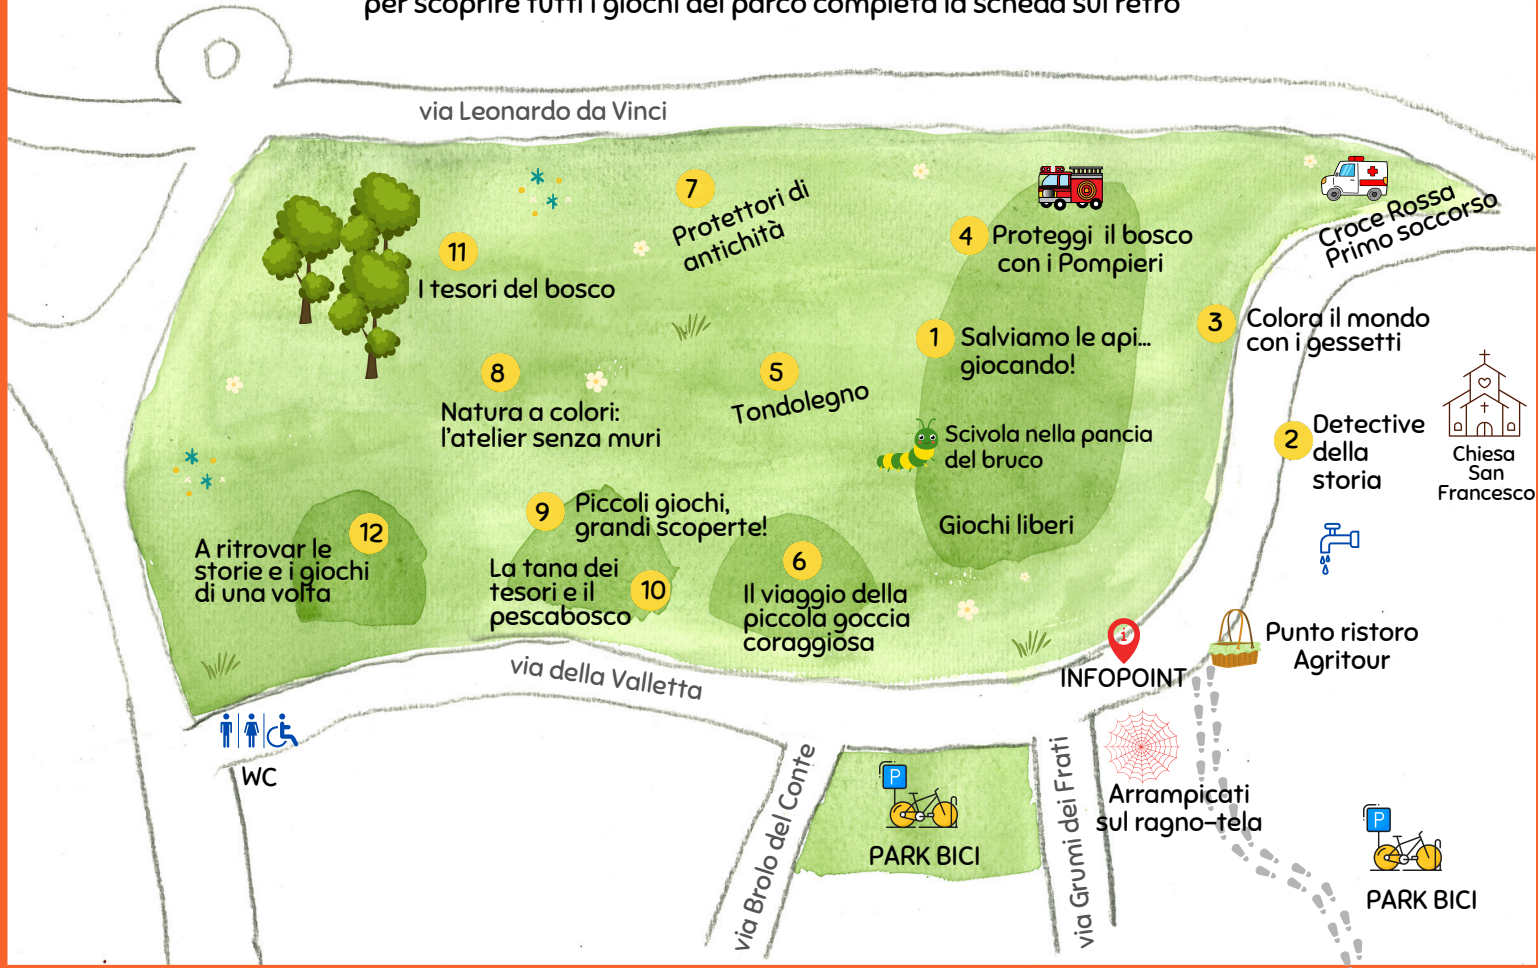 per scoprire tutti i giochi del parco completa la scheda sul retro
via Leonardo da Vinci
7
Protettori di
antichità
4
Proteggi il bosco
con i Pompieri
Croce Rossa
Primo soccorso
11
I tesori del bosco
1
Salviamo le api...
giocando!
3
Colora il mondo
con i gessetti
8
Natura a colori:
l'atelier senza muri
5
Tondolegno
Scivola nella pancia
del bruco
2
Detective
della
storia
Chiesa
San
Francesco
9
Piccoli giochi,
grandi scoperte!
Giochi liberi
12
A ritrovar le
storie e i giochi
di una volta
La tana dei
tesori e il
pescabosco
10
6
Il viaggio della
piccola goccia
coraggiosa
i
INFOPOINT
Punto ristoro
Agritour
via della Valletta
WC
via Brolo del Conte
P
PARK BICI
via Grumi dei Frati
Arrampicati
sul ragno-tela
P
PARK BICI